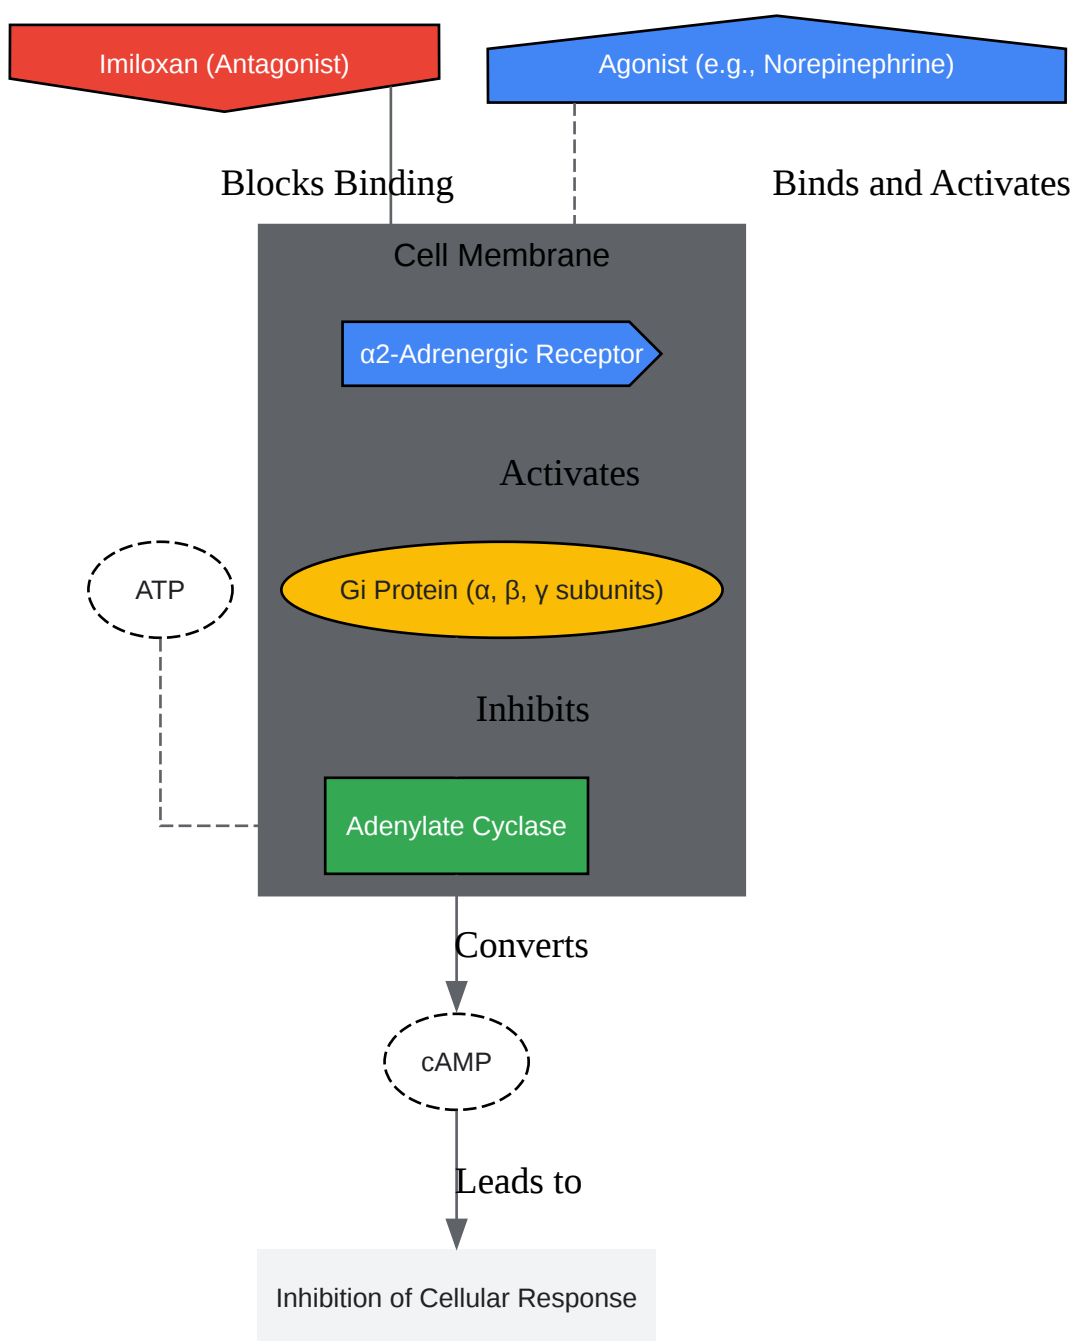 Imiloxan (Antagonist)
Agonist (e.g., Norepinephrine)
Blocks Binding
Binds and Activates
Cell Membrane
α2-Adrenergic Receptor
Activates
ATP
Gi Protein (α, β, γ subunits)
Inhibits
Adenylate Cyclase
Converts
cAMP
Leads to
Inhibition of Cellular Response